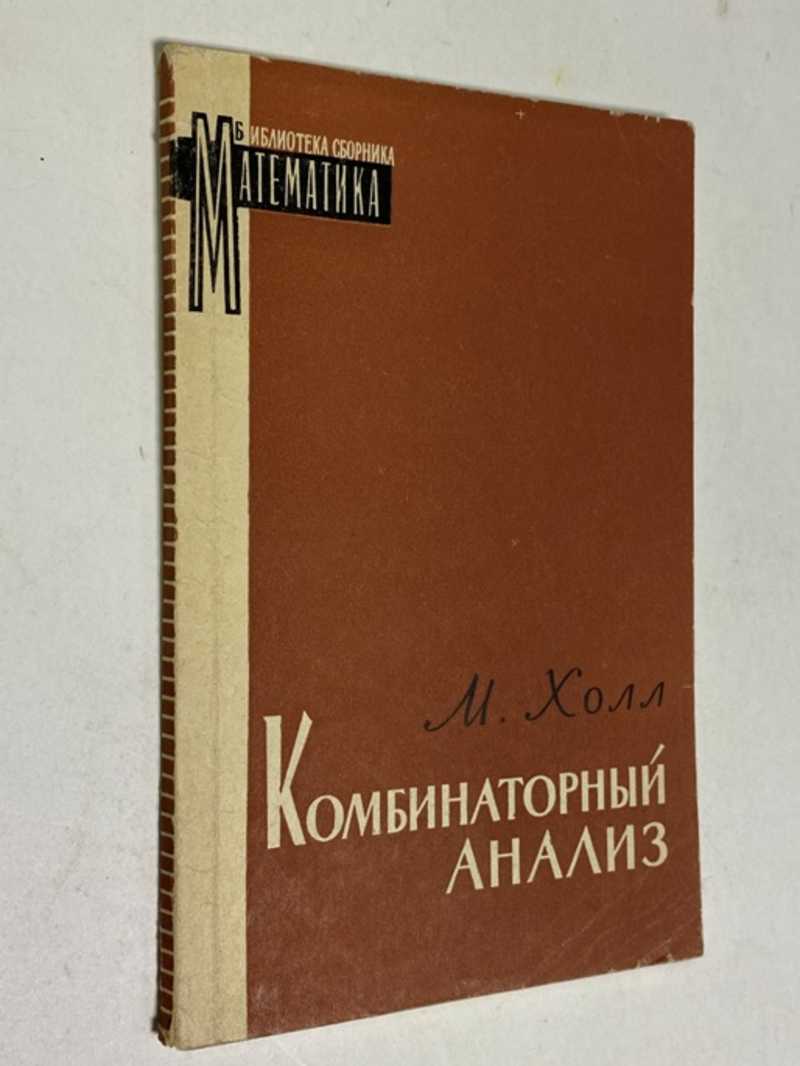 Библиотека сборника
Математика
М. Холл
Комбинаторный
анализ